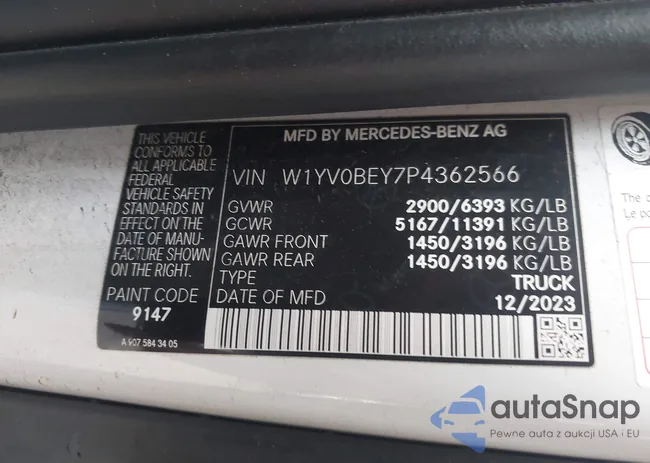 THIS VEHICLE
CONFORMS TO
ALL APPLICABLE
FEDERAL
VEHICLE SAFETY
STANDARDS IN
EFFECT ON THE
DATE OF MANU-
FACTURE SHOWN
ON THE RIGHT.
PAINT CODE
9147
A 907 584 34 05
MFD BY MERCEDES-BENZ AG
VIN W1YV0BEY7P4362566
GVWR 2900/6393 KG/LB
GCWR 5167/11391 KG/LB
GAWR FRONT 1450/3196 KG/LB
GAWR REAR 1450/3196 KG/LB
TYPE TRUCK
DATE OF MFD 12/2023
The
Le po
autaSnap
Pewne auta z aukcji USA i EU